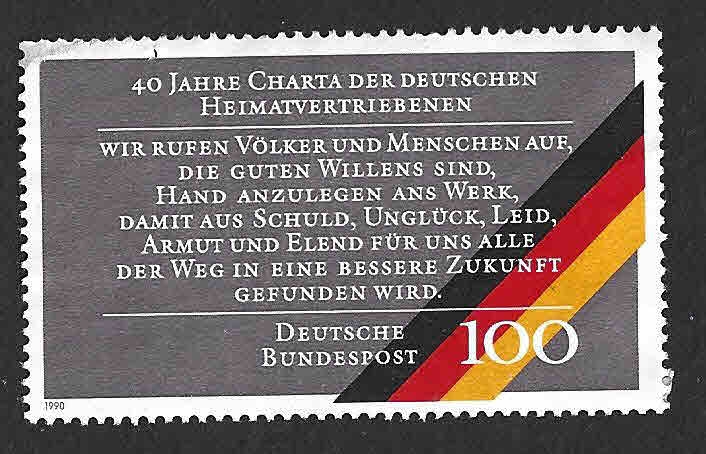 40 JAHRE CHARTA DER DEUTSCHEN
HEIMATVERTRIEBENEN
WIR RUFEN VÖLKER UND MENSCHEN AUF,
DIE GUTEN WILLENS SIND,
HAND ANZULEGEN ANS WERK,
DAMIT AUS SCHULD, UNGLÜCK, LEID,
ARMUT UND ELEND FÜR UNS ALLE
DER WEG IN EINE BESSERE ZUKUNFT
GEFUNDEN WIRD.
DEUTSCHE
BUNDESPOST 100
1990